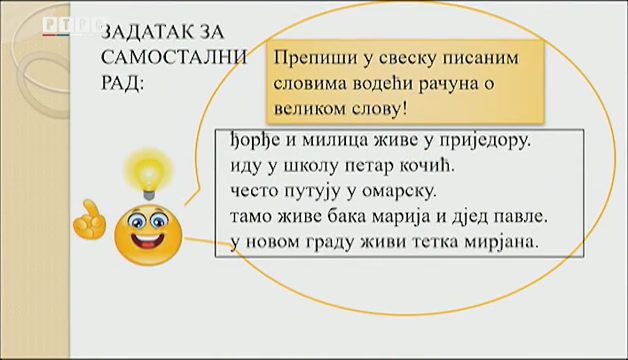 РТРС
ЗАДАТАК ЗА
САМОСТАЛНИ
РАД:
Препиши у свеску писаним
словима водећи рачуна о
великом слову!
ђорђе и милица живе у приједору.
иду у школу петар кочић.
често путују у омарску.
тамо живе бака марија и дјед павле.
у новом граду живи тетка мирјана.